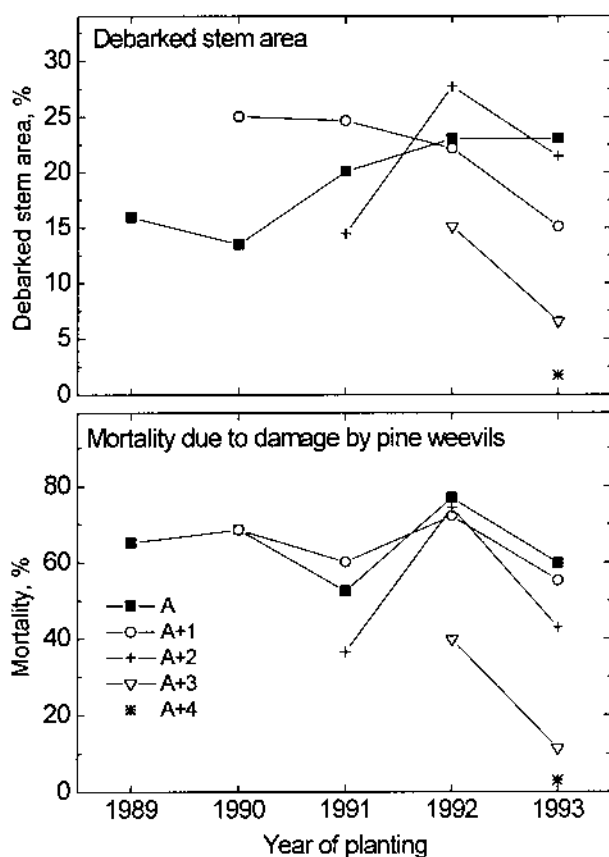 Debarked stem area
Debarked stem area, %
30
25
20
15
10
5
0
Mortality due to damage by pine weevils
Mortality, %
80
60
40
20
0
A
A+1
A+2
A+3
A+4
1989 1990 1991 1992 1993
Year of planting